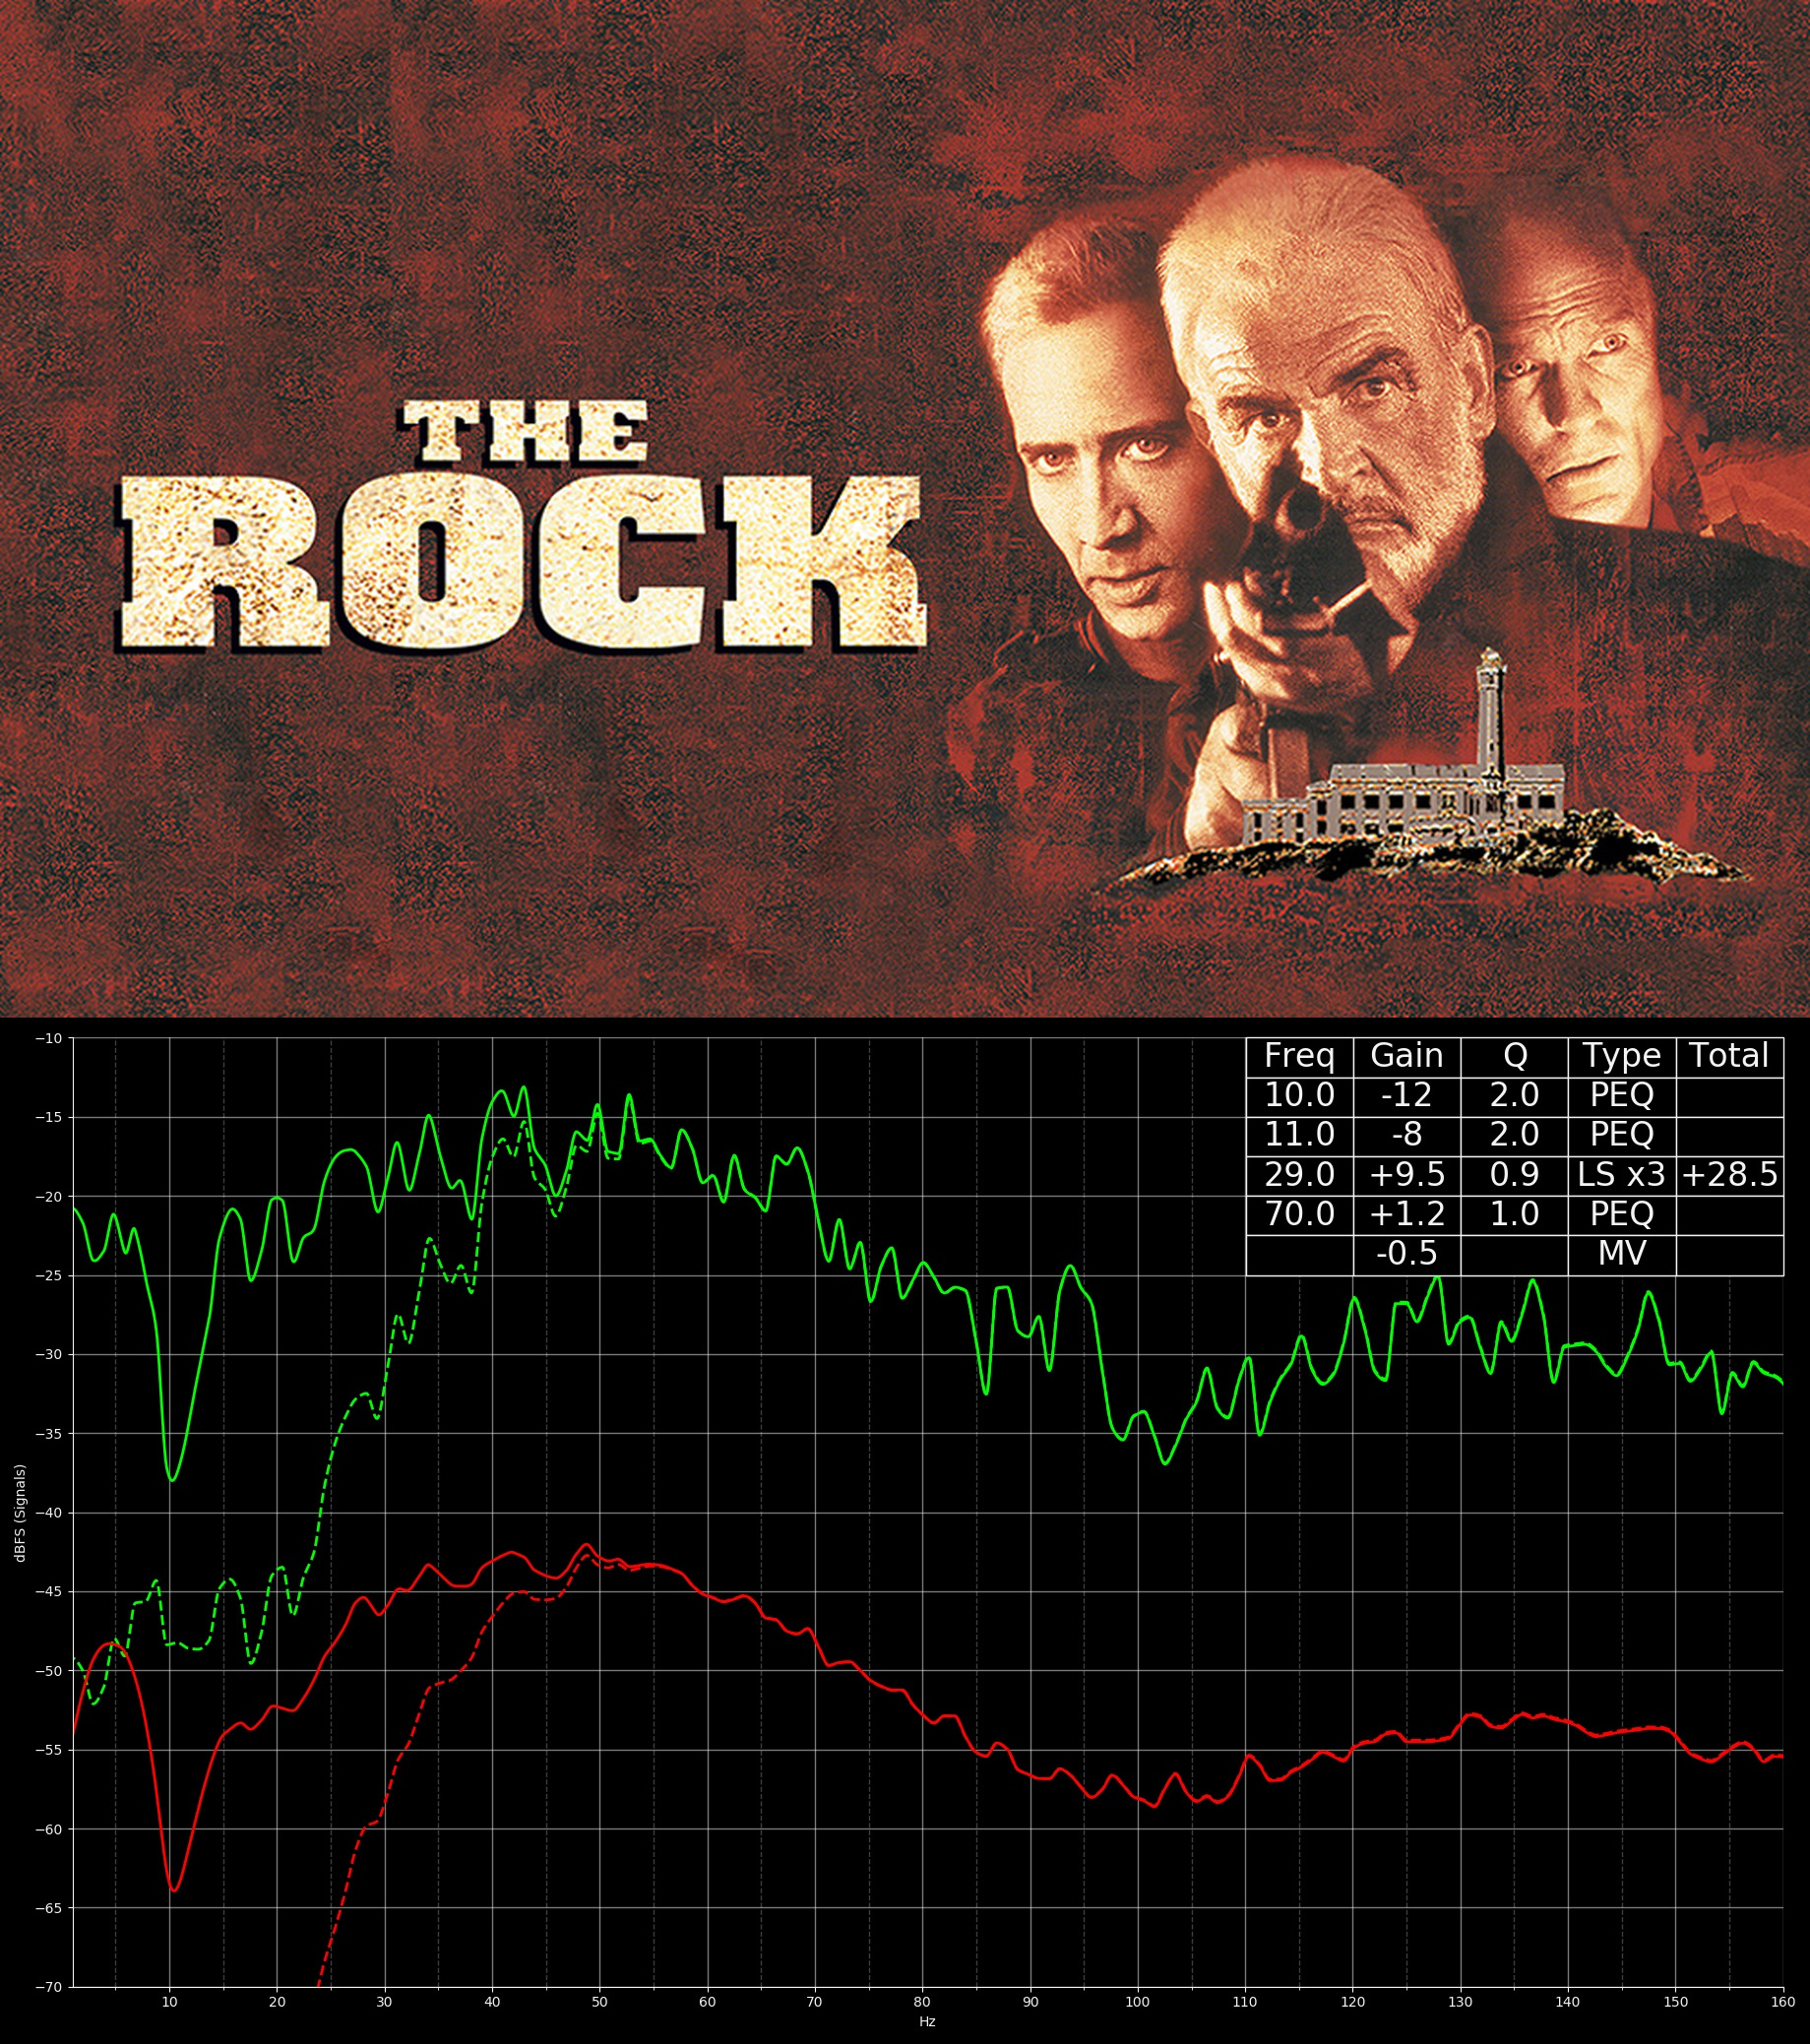 THE
ROCK
Freq Gain Q Type Total
10.0 -12 2.0 PEQ
11.0 -8 2.0 PEQ
29.0 +9.5 0.9 LS x3 +28.5
70.0 +1.2 1.0 PEQ
-0.5 MV
−10
−15
−20
−25
−30
−35
−40
−45
−50
−55
−60
−65
−70
dBFS (Signals)
10 20 30 40 50 60 70 80 90 100 110 120 130 140 150 160
Hz